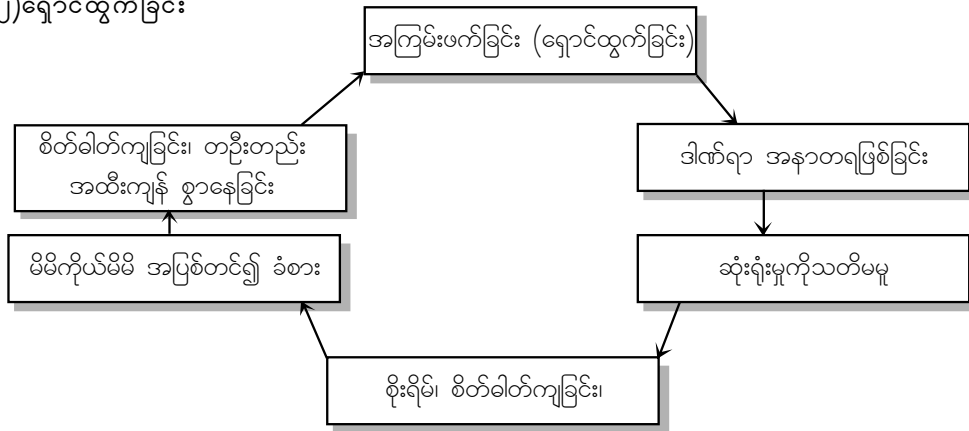 ၂)ရှောင်ထွက်ခြင်း
အကြမ်းဖက်ခြင်း (ရှောင်ထွက်ခြင်း)
ဒါဏ်ရာ အနာတရဖြစ်ခြင်း
ဆုံးရုံးမှုကိုသတိမမူ
စိုးရိမ်၊ စိတ်ဓါတ်ကျခြင်း၊
မိမိကိုယ်မိမိ အပြစ်တင်၍ ခံစား
စိတ်ဓါတ်ကျခြင်း၊ တဦးတည်း
အထီးကျန် စွာနေခြင်း